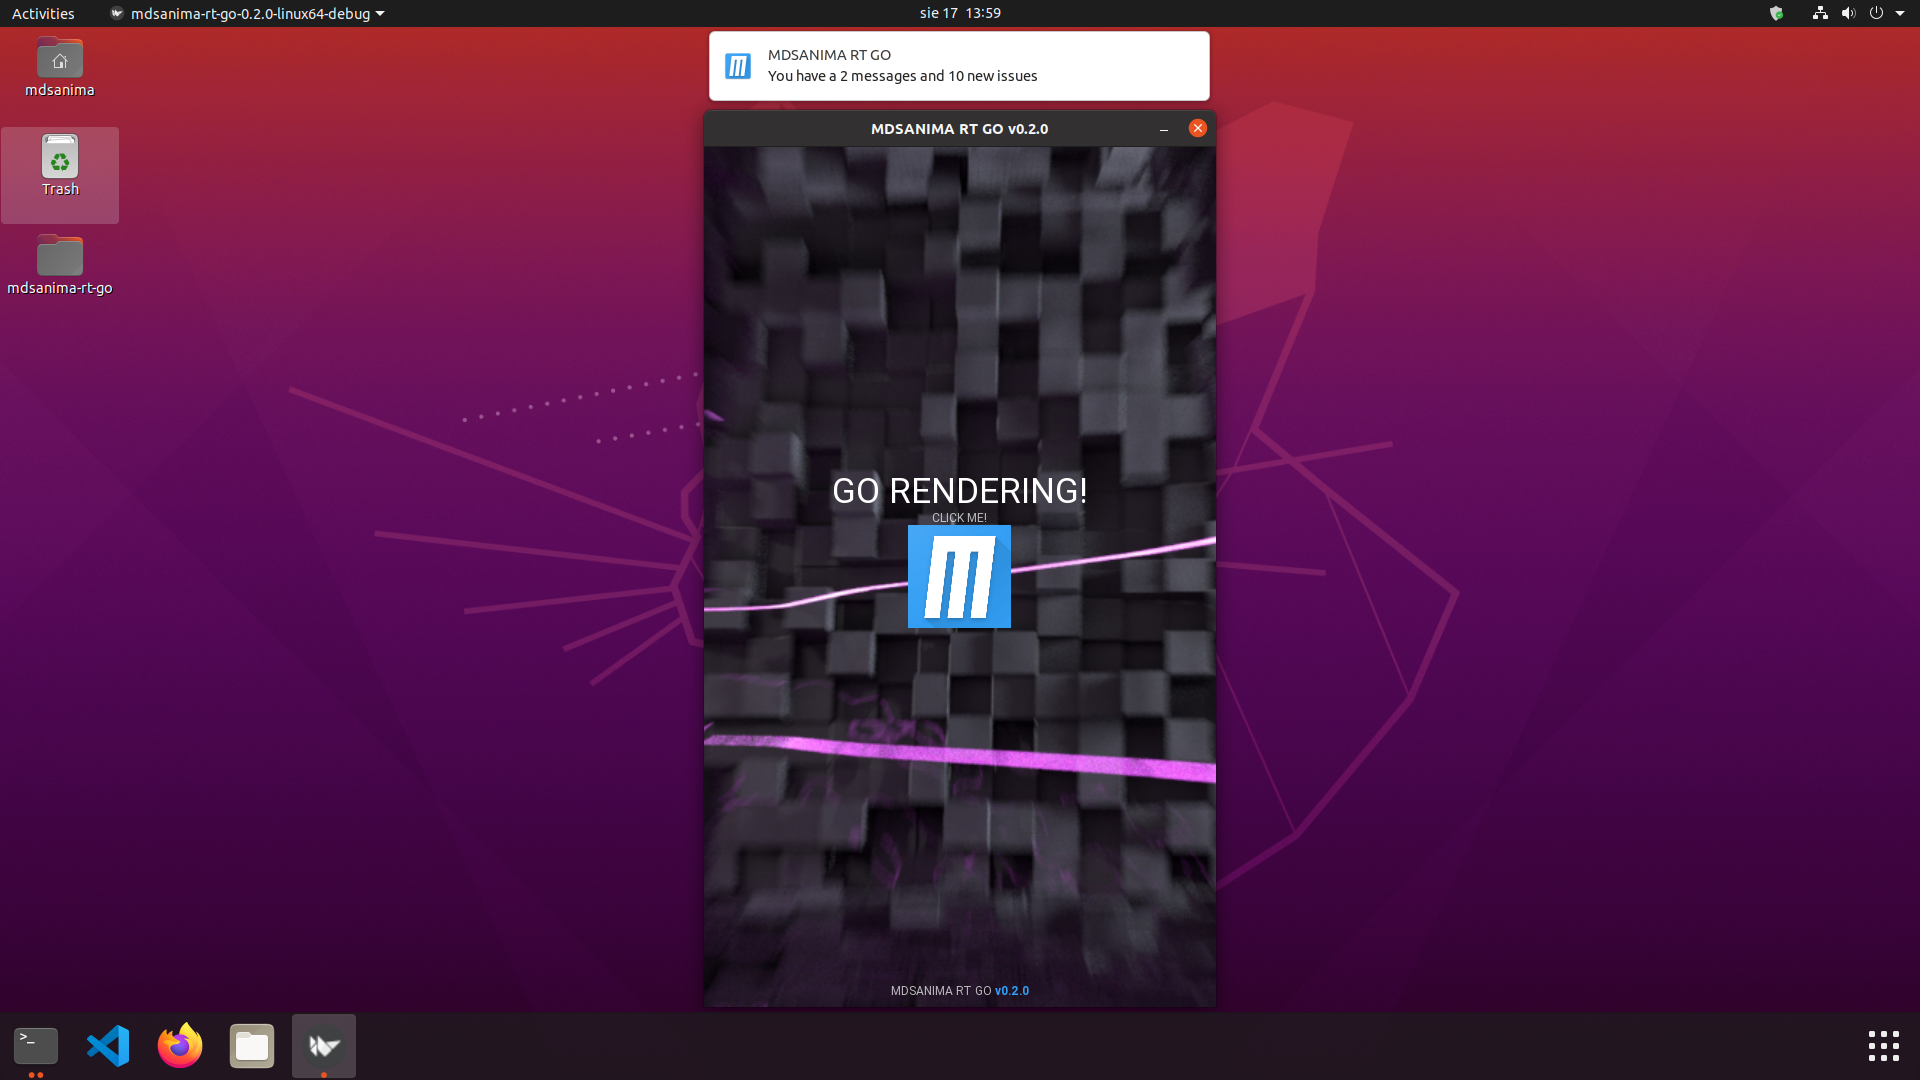 Activities
mdsanima-rt-go-0.2.0-linux64-debug
sie 17 13:59
mdsanima
Trash
mdsanima-rt-go
MDSANIMA RT GO
You have a 2 messages and 10 new issues
MDSANIMA RT GO v0.2.0
GO RENDERING!
CLICK ME!
MDSANIMA RT GO v0.2.0
>_